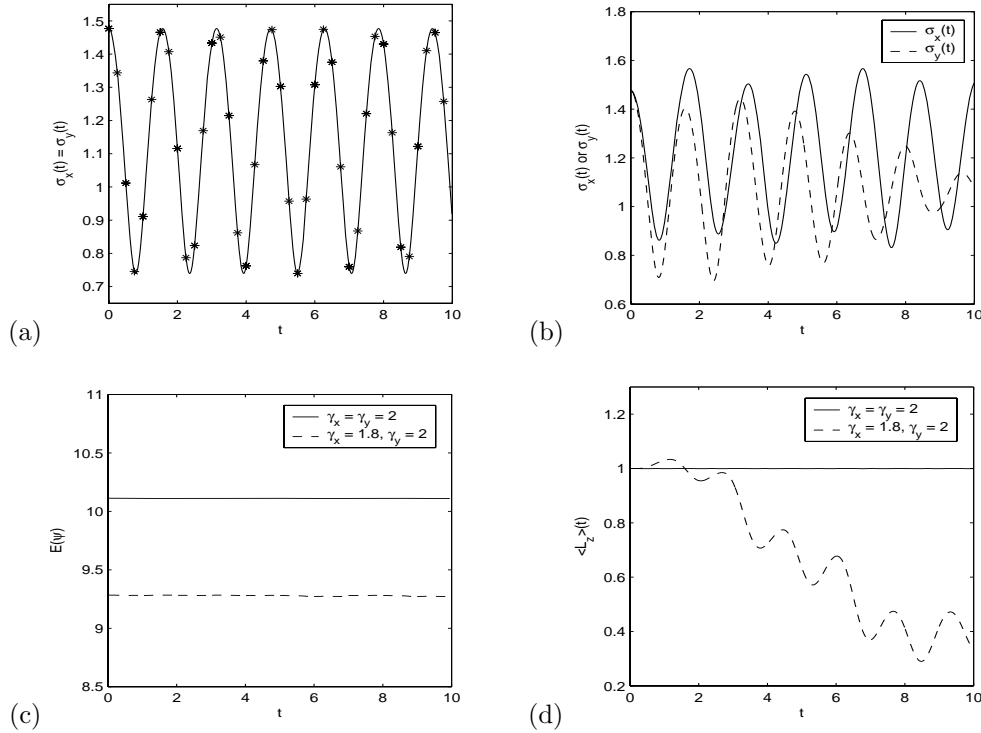 1.5
1.4
1.3
1.2
1.1
1
0.9
0.8
0.7
σx(t) = σy(t)
0
2
4
6
8
10
t
(a)
1.8
1.6
1.4
1.2
1
0.8
0.6
σx(t) or σy(t)
σx(t)
σy(t)
0
2
4
6
8
10
t
(b)
11
10.5
10
9.5
9
8.5
E(ψ)
γx = γy = 2
γx = 1.8, γy = 2
0
2
4
6
8
10
t
(c)
1.2
1
0.8
0.6
0.4
0.2
<Lz>(t)
γx = γy = 2
γx = 1.8, γy = 2
0
2
4
6
8
10
t
(d)